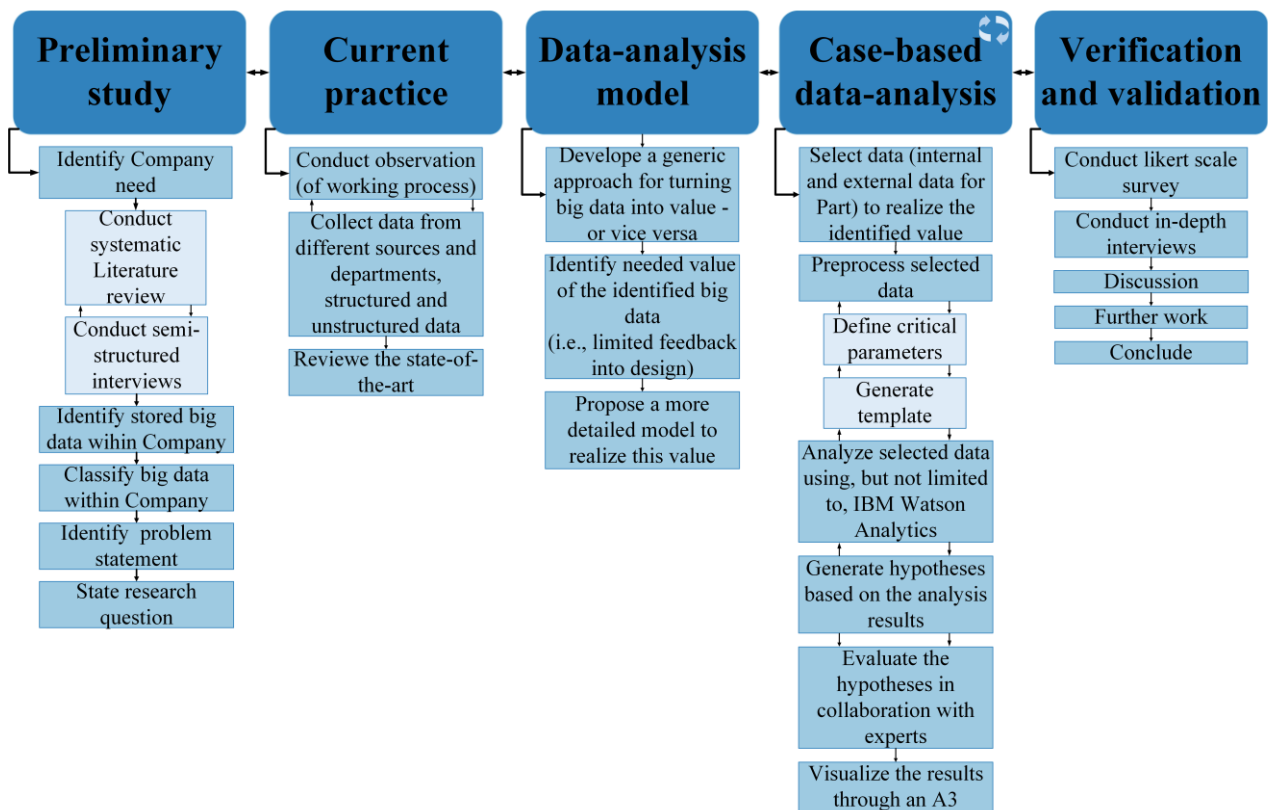 Preliminary
study
Current
practice
Data-analysis
model
Case-based
data-analysis
Verification
and validation
Identify Company
need
Conduct
systematic
Literature
review
Conduct semi-
structured
interviews
Identify stored big
data wihin Company
Classify big data
within Company
Identify problem
statement
State research
question
Conduct observation
(of working process)
Collect data from
different sources and
departments,
structured and
unstructured data
Reviewe the state-of-
the-art
Develope a generic
approach for turning
big data into value -
or vice versa
Identify needed value
of the identified big
data
(i.e., limited feedback
into design)
Propose a more
detailed model to
realize this value
Select data (internal
and external data for
Part) to realize the
identified value
Preprocess selected
data
Define critical
parameters
Generate
template
Analyze selected data
using, but not limited
to, IBM Watson
Analytics
Generate hypotheses
based on the analysis
results
Evaluate the
hypotheses in
collaboration with
experts
Visualize the results
through an A3
Conduct likert scale
survey
Conduct in-depth
interviews
Discussion
Further work
Conclude